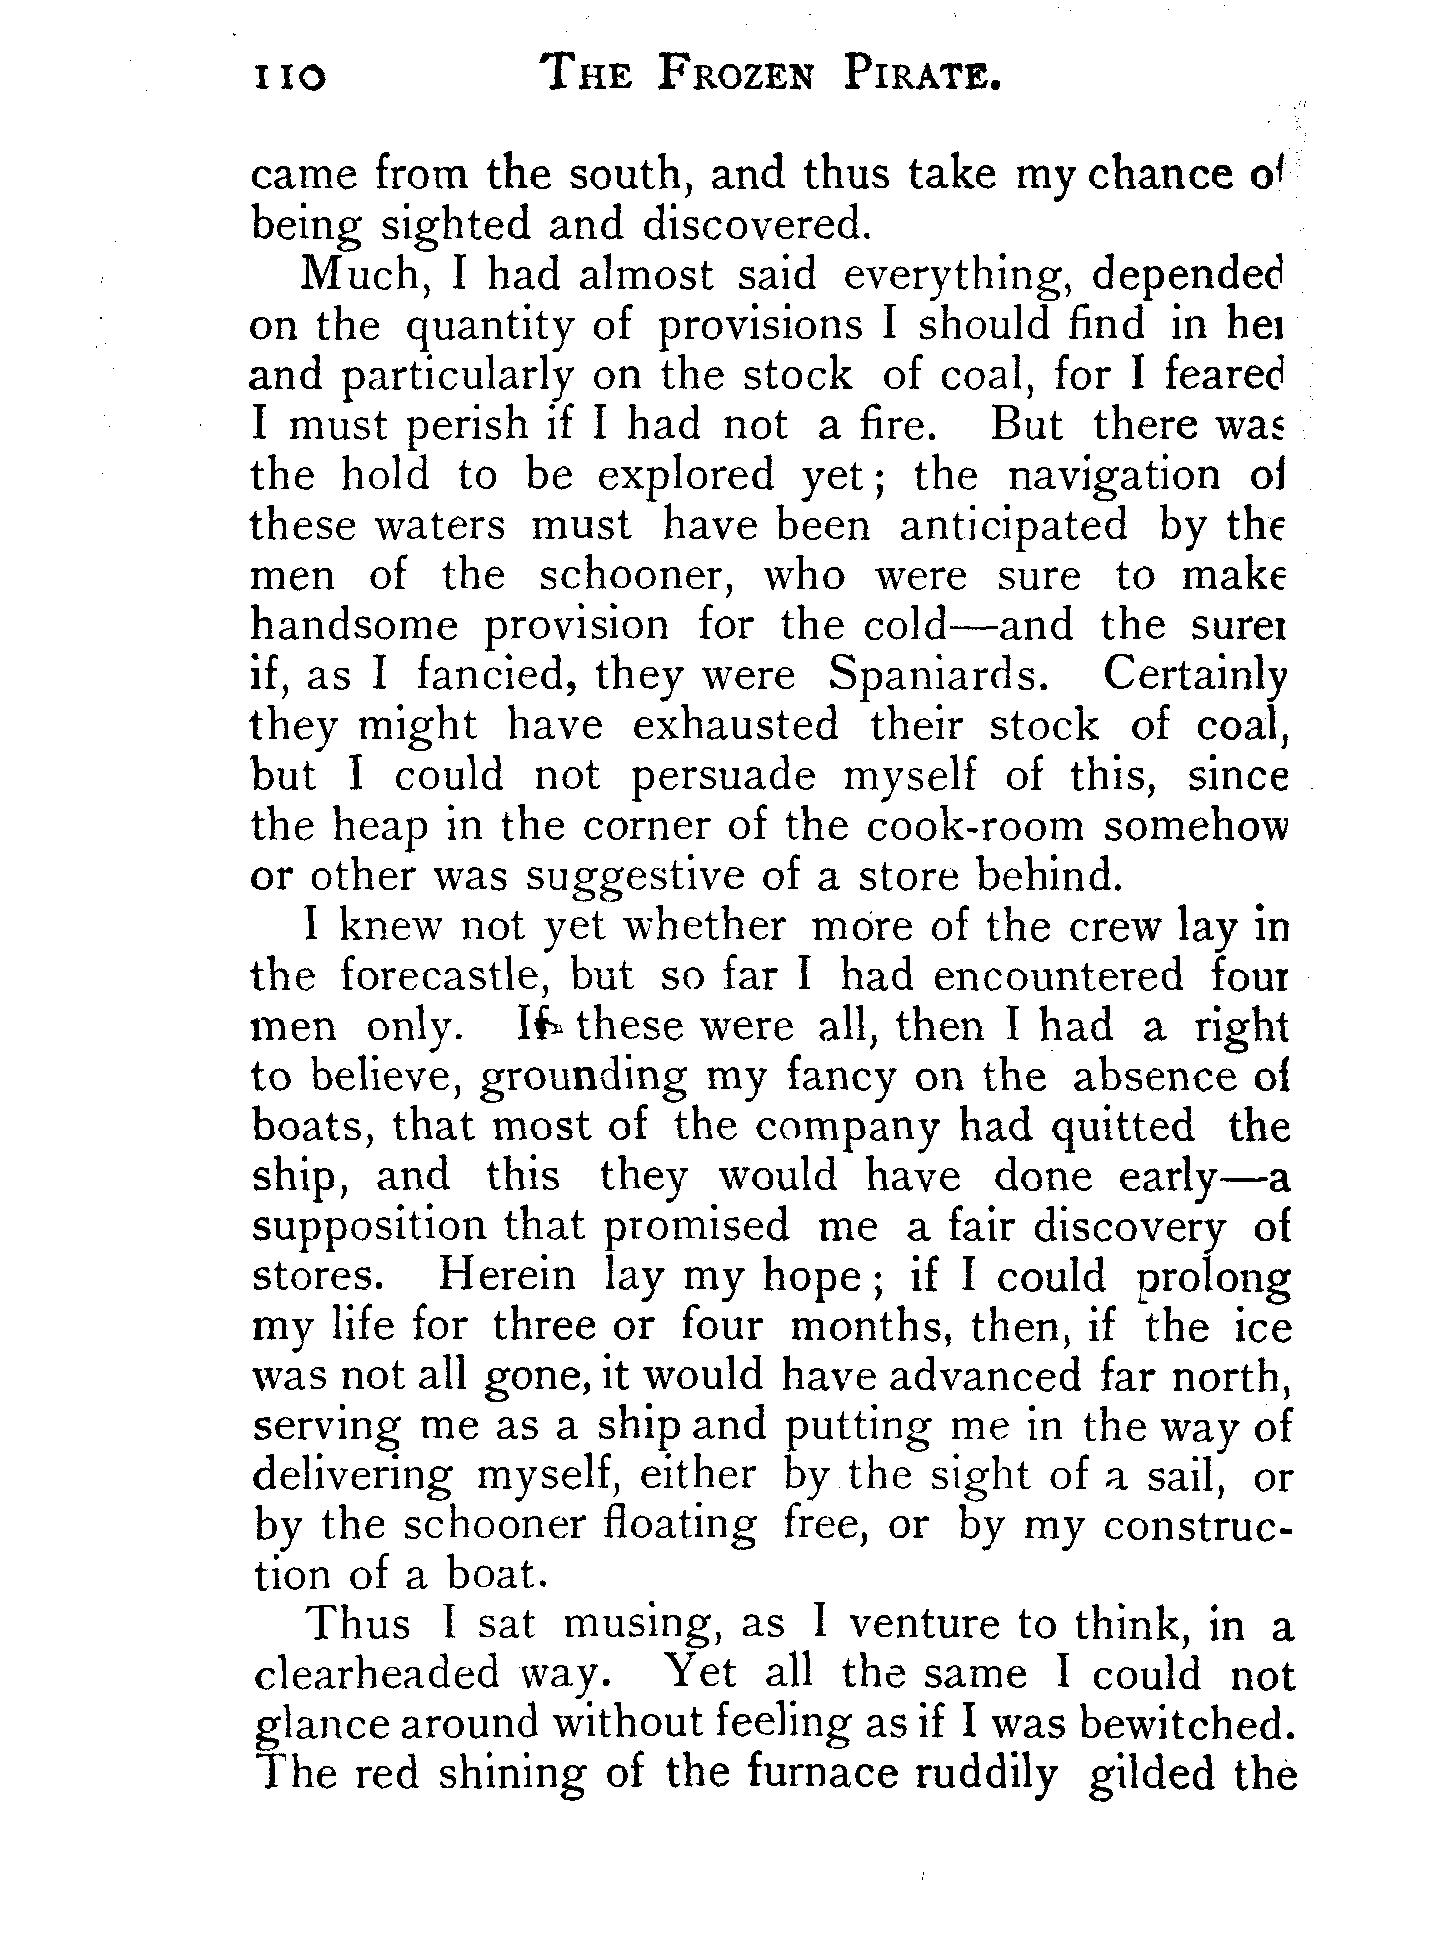 110 THE FROZEN PIRATE.
came from the south, and thus take my chance of
being sighted and discovered.
Much, I had almost said everything, depended
on the quantity of provisions I should find in her
and particularly on the stock of coal, for I feared
I must perish if I had not a fire. But there was
the hold to be explored yet; the navigation of
these waters must have been anticipated by the
men of the schooner, who were sure to make
handsome provision for the cold—and the surer
if, as I fancied, they were Spaniards. Certainly
they might have exhausted their stock of coal,
but I could not persuade myself of this, since
the heap in the corner of the cook-room somehow
or other was suggestive of a store behind.
I knew not yet whether more of the crew lay in
the forecastle, but so far I had encountered four
men only. If these were all, then I had a right
to believe, grounding my fancy on the absence of
boats, that most of the company had quitted the
ship, and this they would have done early—a
supposition that promised me a fair discovery of
stores. Herein lay my hope; if I could prolong
my life for three or four months, then, if the ice
was not all gone, it would have advanced far north,
serving me as a ship and putting me in the way of
delivering myself, either by the sight of a sail, or
by the schooner floating free, or by my construc-
tion of a boat.
Thus I sat musing, as I venture to think, in a
clearheaded way. Yet all the same I could not
glance around without feeling as if I was bewitched.
The red shining of the furnace ruddily gilded the